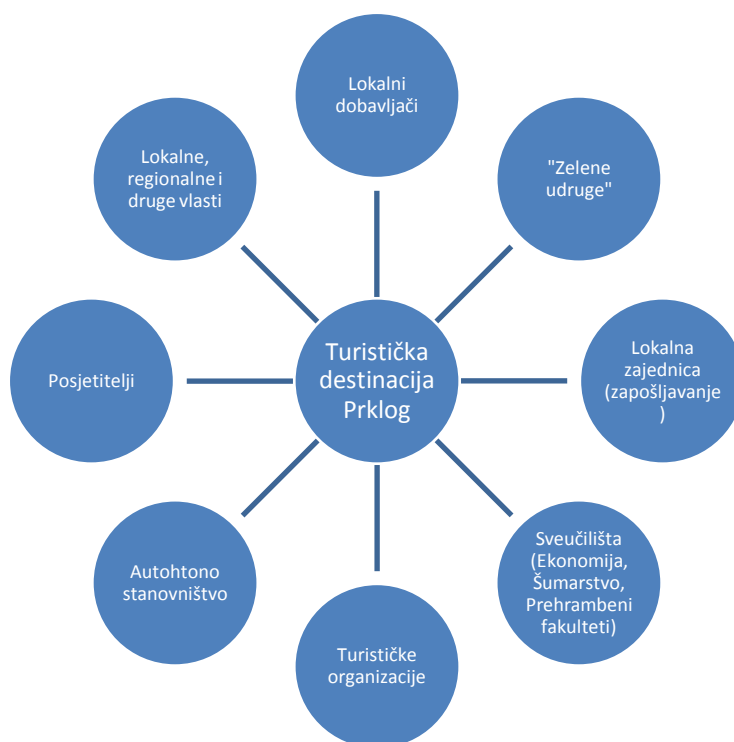 Lokalni
dobavljači
"Zelene
udruge"
Lokalna
zajednica
(zapošljavanje
)
Sveučilišta
(Ekonomija,
Šumarstvo,
Prehrambeni
fakulteti)
Turističke
organizacije
Autohtono
stanovništvo
Posjetitelji
Lokalne,
regionalne i
druge vlasti
Turistička
destinacija
Prklog